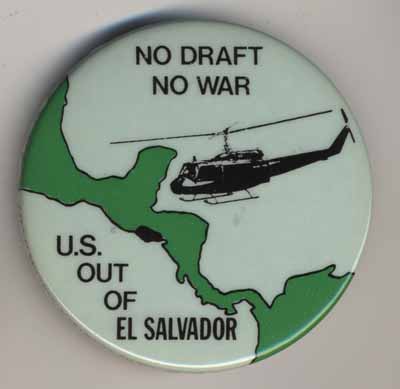 NO DRAFT
NO WAR
U.S.
OUT
OF
EL SALVADOR